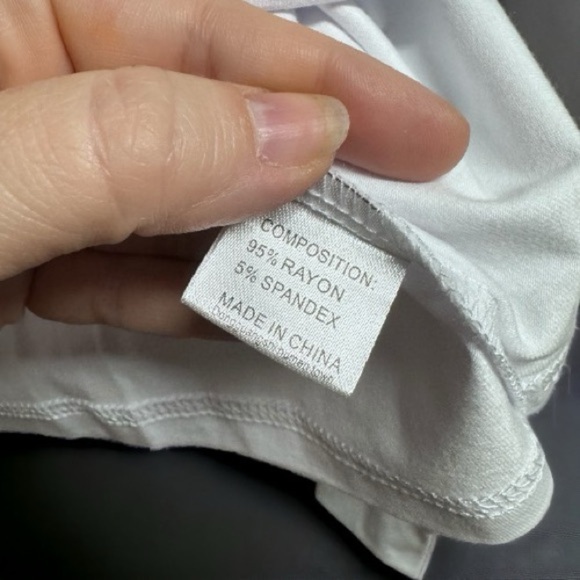 COMPOSITION:
95% RAYON
5% SPANDEX
MADE IN CHINA